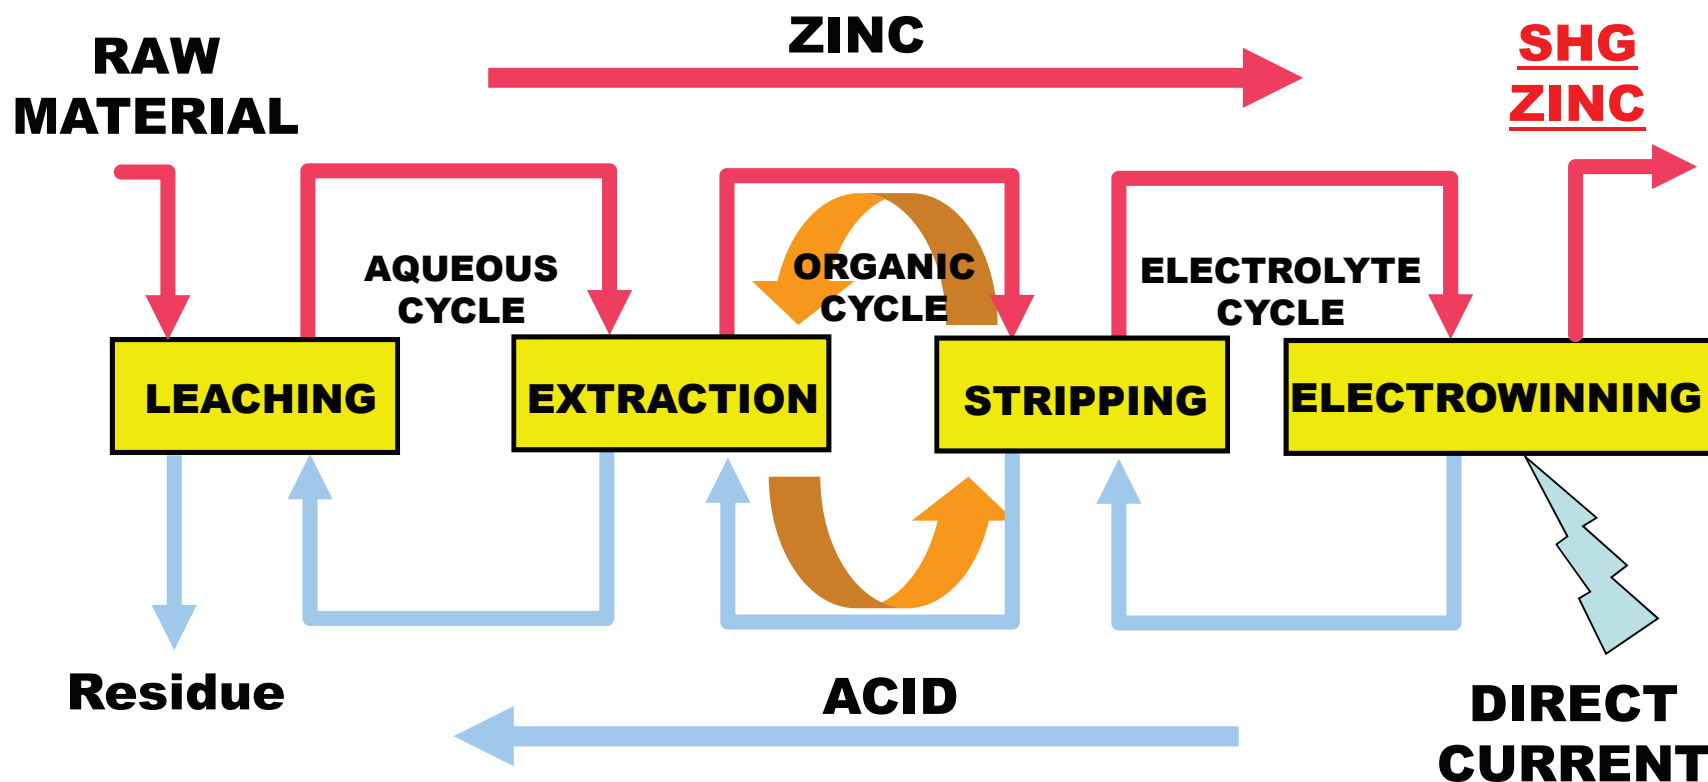 RAW
MATERIAL
ZINC
SHG
ZINC
AQUEOUS
CYCLE
ORGANIC
CYCLE
ELECTROLYTE
CYCLE
LEACHING
EXTRACTION
STRIPPING
ELECTROWINNING
Residue
ACID
DIRECT
CURRENT